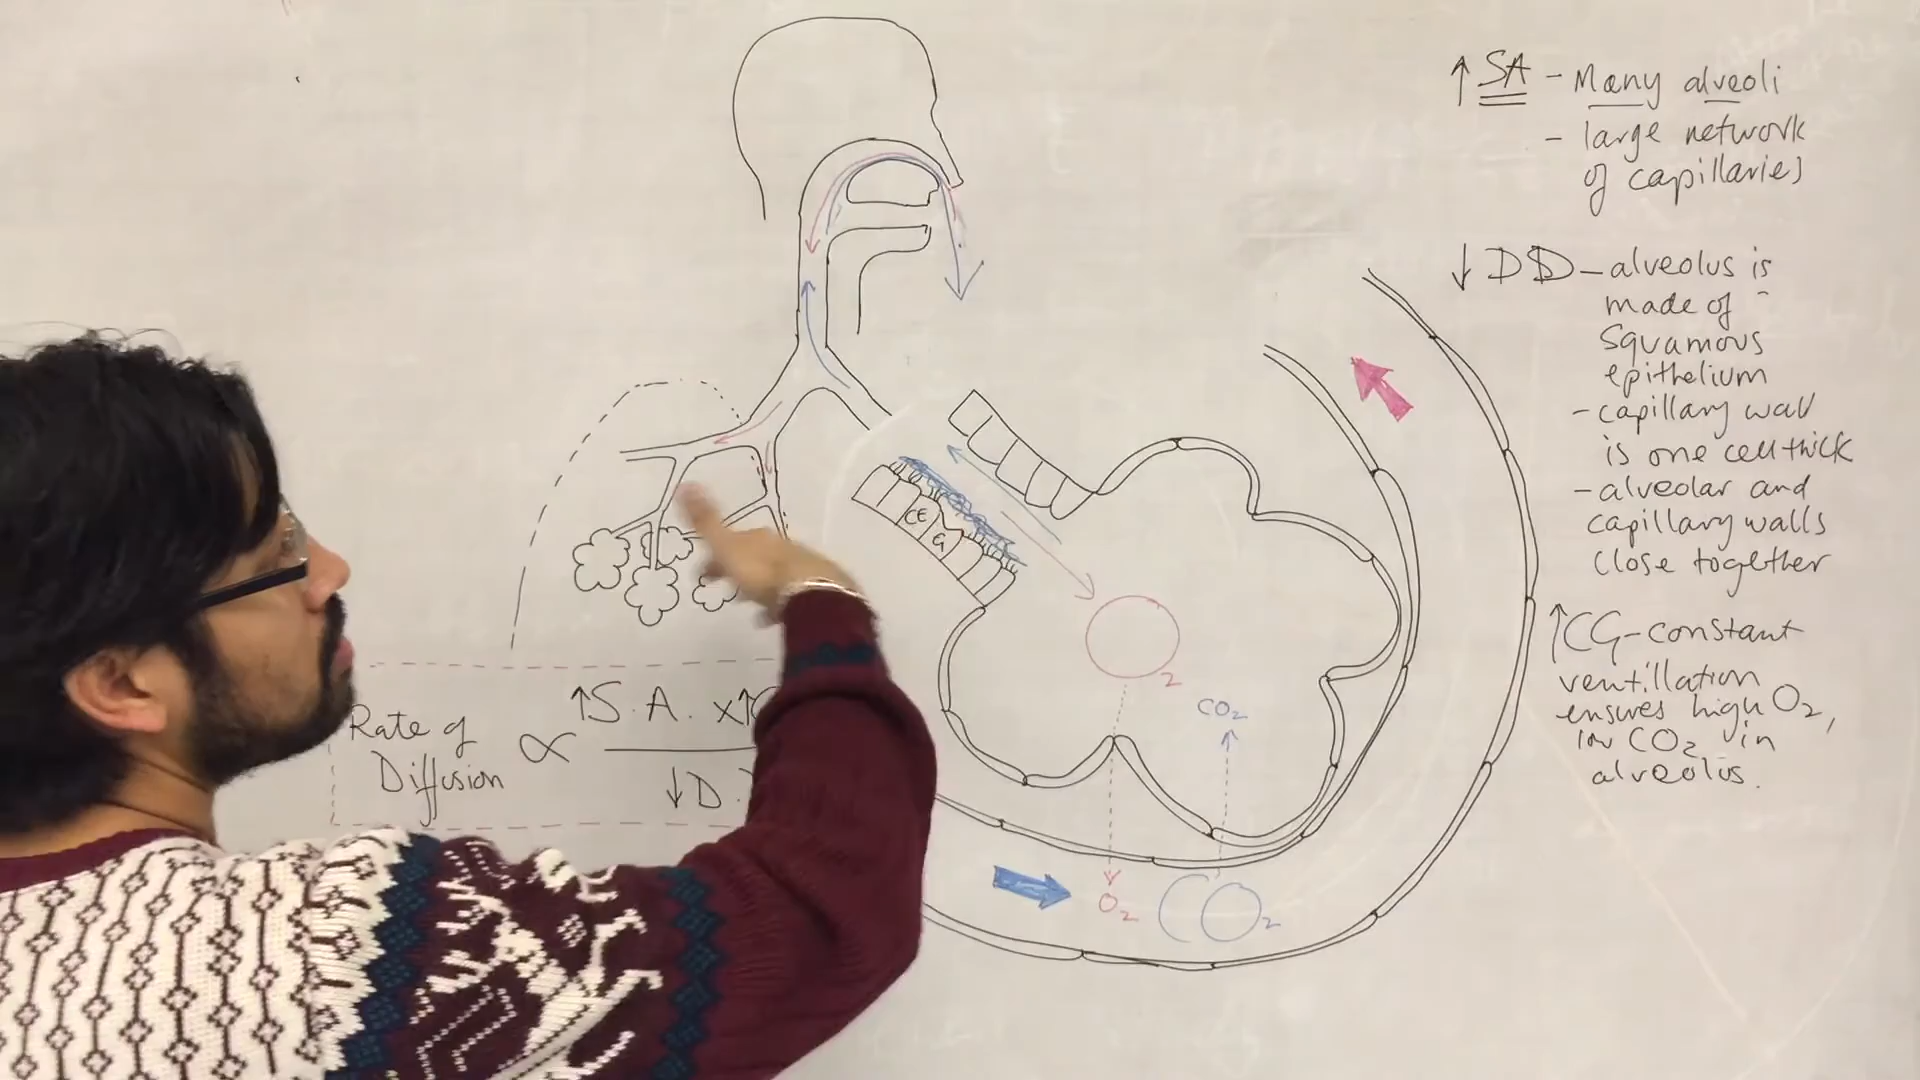 ↑ SA - Many alveoli
- large network
of capillaries
↓ DD - alveolus is
made of
squamous
epithelium
- capillary wall
is one cell thick
- alveolar and
capillary walls
close together
↑ CG - constant
ventillation
ensures high O₂,
low CO₂ in
alveolus.
CE
G
O₂
CO₂
O₂
CO₂
Rate of
Diffusion ∝
↑S.A. x↑
↓D.